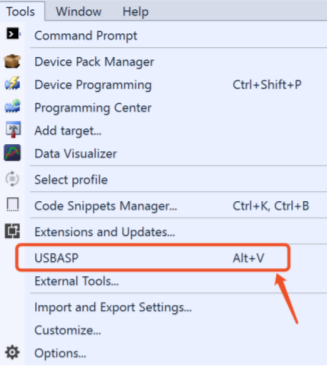 Tools Window Help
Command Prompt
Device Pack Manager
Device Programming Ctrl+Shift+P
Programming Center
Add target...
Data Visualizer
Select profile
Code Snippets Manager... Ctrl+K, Ctrl+B
Extensions and Updates...
USBASP Alt+V
External Tools...
Import and Export Settings...
Customize...
Options...